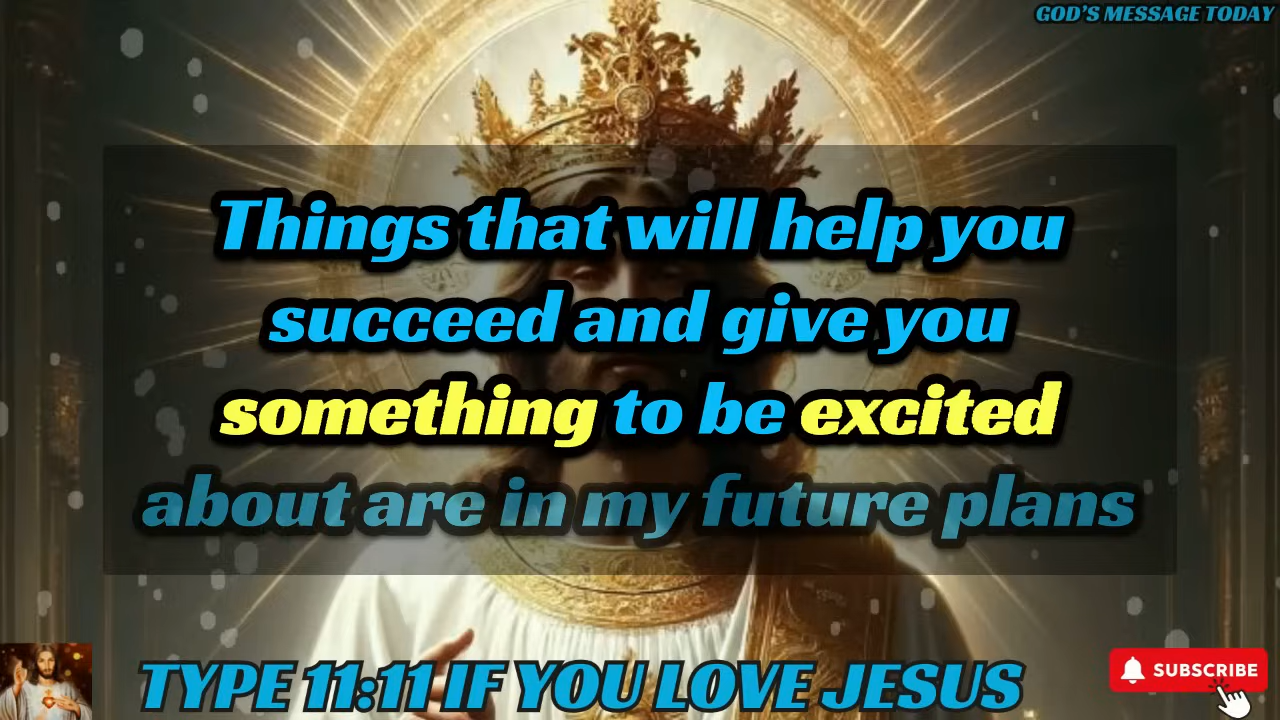 GOD'S MESSAGE TODAY
Things that will help you
succeed and give you
something to be excited
about are in my future plans
TYPE 11:11 IF YOU LOVE JESUS
SUBSCRIBE